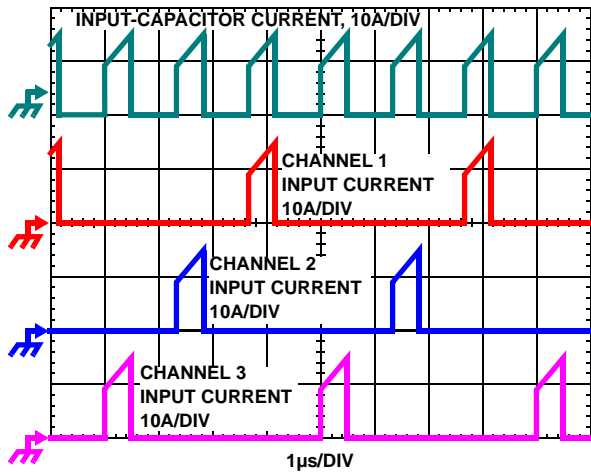 INPUT-CAPACITOR CURRENT, 10A/DIV
CHANNEL 1
INPUT CURRENT
10A/DIV
CHANNEL 2
INPUT CURRENT
10A/DIV
CHANNEL 3
INPUT CURRENT
10A/DIV
1µs/DIV